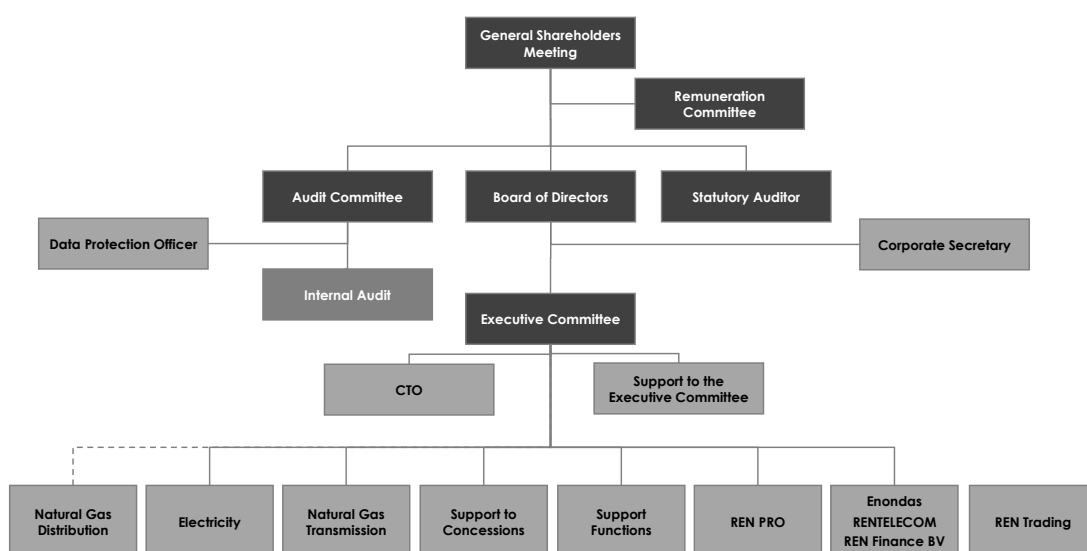 General Shareholders
Meeting
Remuneration
Committee
Audit Committee
Board of Directors
Statutory Auditor
Data Protection Officer
Corporate Secretary
Internal Audit
Executive Committee
CTO
Support to the
Executive Committee
Natural Gas
Distribution
Electricity
Natural Gas
Transmission
Support to
Concessions
Support
Functions
REN PRO
Enondas
RENTELECOM
REN Finance BV
REN Trading